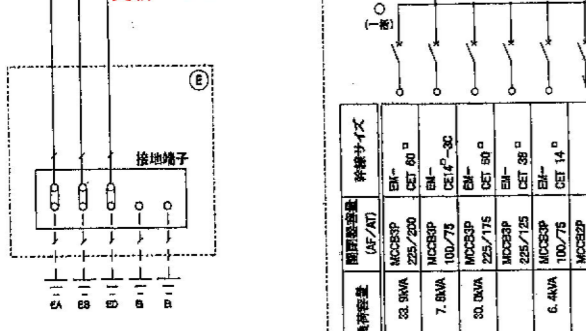 E
接地端子
EA
EB
ED
Et
Et
(一括)
幹線サイズ
EM-
CET 60□
EM-
CE14□-3C
EM-
CET 60□
EM-
CET 38□
EM-
CET 14□
開閉器容量
(AF/AT)
MCCB3P
225/200
MCCB3P
100/75
MCCB3P
225/175
MCCB3P
225/125
MCCB3P
100/75
MCCB2P
負荷容量
33.9kVA
7.8kVA
30.0kVA
6.4kVA